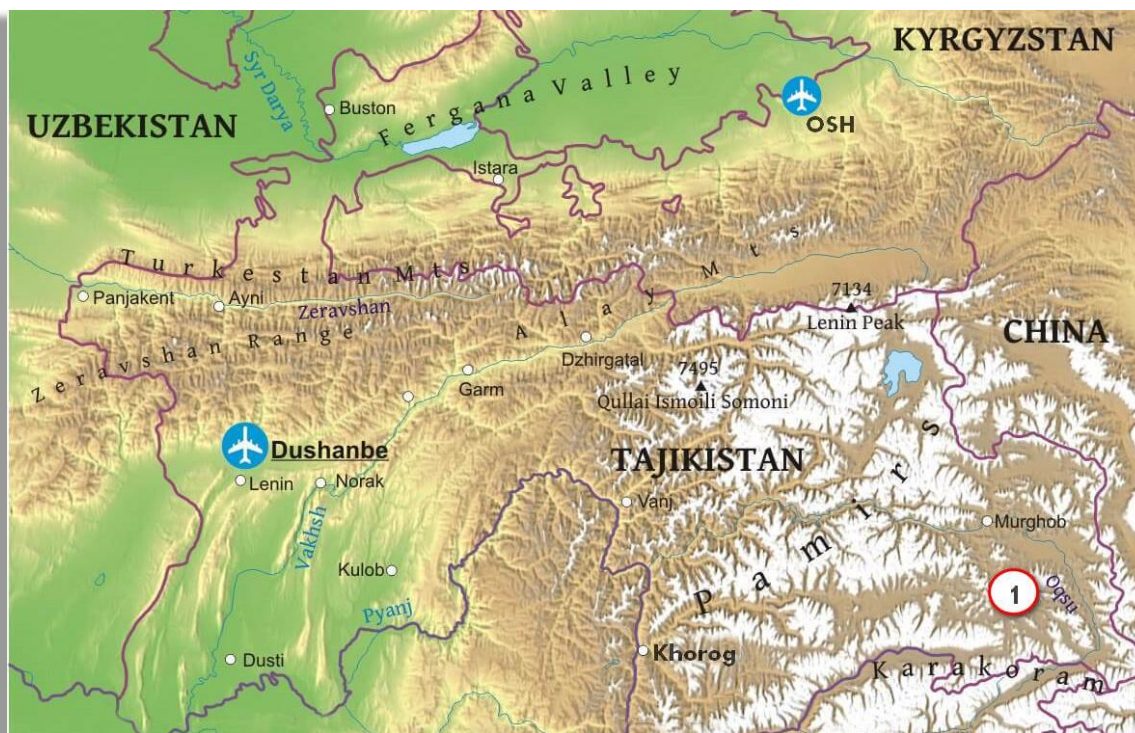 KYRGYZSTAN
UZBEKISTAN
Syr Darya
Buston
Fergana Valley
OSH
Istara
Turkestan Mts
Panjakent
Ayni
Zeravshan
Zeravshan Range
Alay Mts
7134
Lenin Peak
CHINA
Dzhirgatal
Garm
7495
Qullai Ismoili Somoni
Dushanbe
TAJIKISTAN
Lenin
Norak
Vanj
Vakhsh
Murghob
Pamirs
Kulob
Oqsu
1
Pyanj
Dusti
Khorog
Karakoram